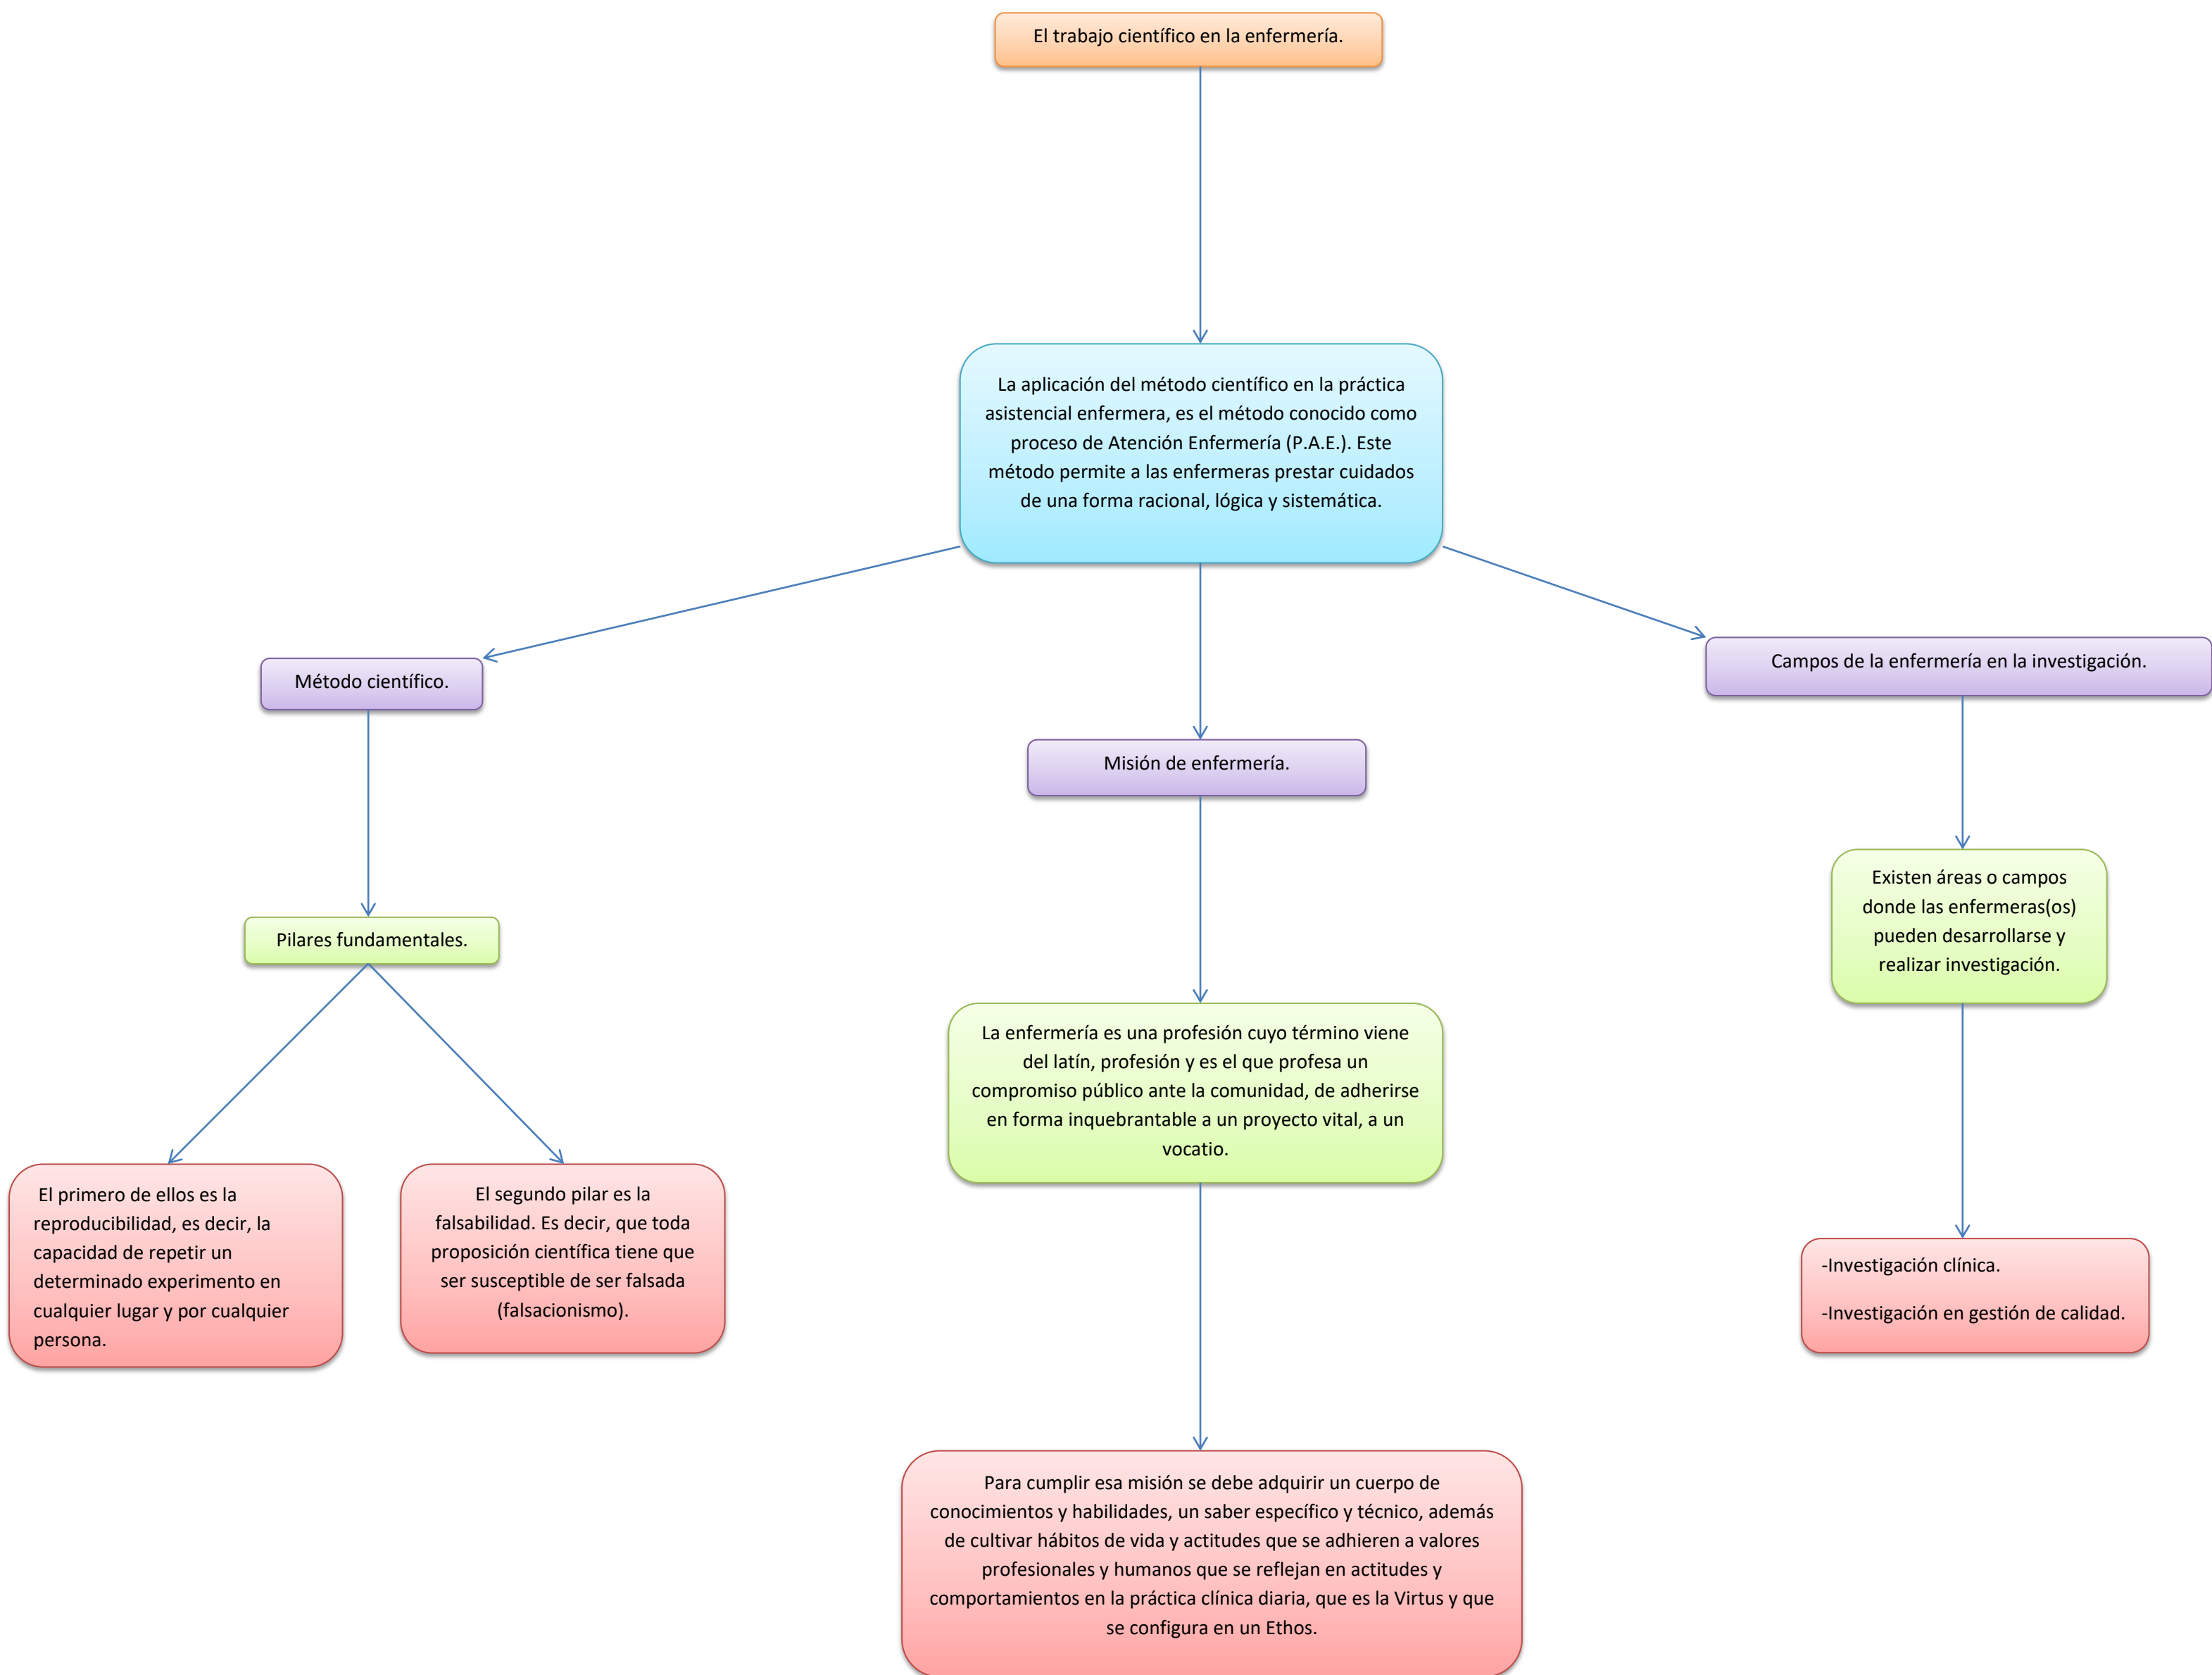 El trabajo científico en la enfermería.
La aplicación del método científico en la práctica
asistencial enfermera, es el método conocido como
proceso de Atención Enfermería (P.A.E.). Este
método permite a las enfermeras prestar cuidados
de una forma racional, lógica y sistemática.
Método científico.
Pilares fundamentales.
El primero de ellos es la
reproducibilidad, es decir, la
capacidad de repetir un
determinado experimento en
cualquier lugar y por cualquier
persona.
El segundo pilar es la
falsabilidad. Es decir, que toda
proposición científica tiene que
ser susceptible de ser falsada
(falsacionismo).
Misión de enfermería.
La enfermería es una profesión cuyo término viene
del latín, profesión y es el que profesa un
compromiso público ante la comunidad, de adherirse
en forma inquebrantable a un proyecto vital, a un
vocatio.
Para cumplir esa misión se debe adquirir un cuerpo de
conocimientos y habilidades, un saber específico y técnico, además
de cultivar hábitos de vida y actitudes que se adhieren a valores
profesionales y humanos que se reflejan en actitudes y
comportamientos en la práctica clínica diaria, que es la Virtus y que
se configura en un Ethos.
Campos de la enfermería en la investigación.
Existen áreas o campos
donde las enfermeras(os)
pueden desarrollarse y
realizar investigación.
-Investigación clínica.
-Investigación en gestión de calidad.